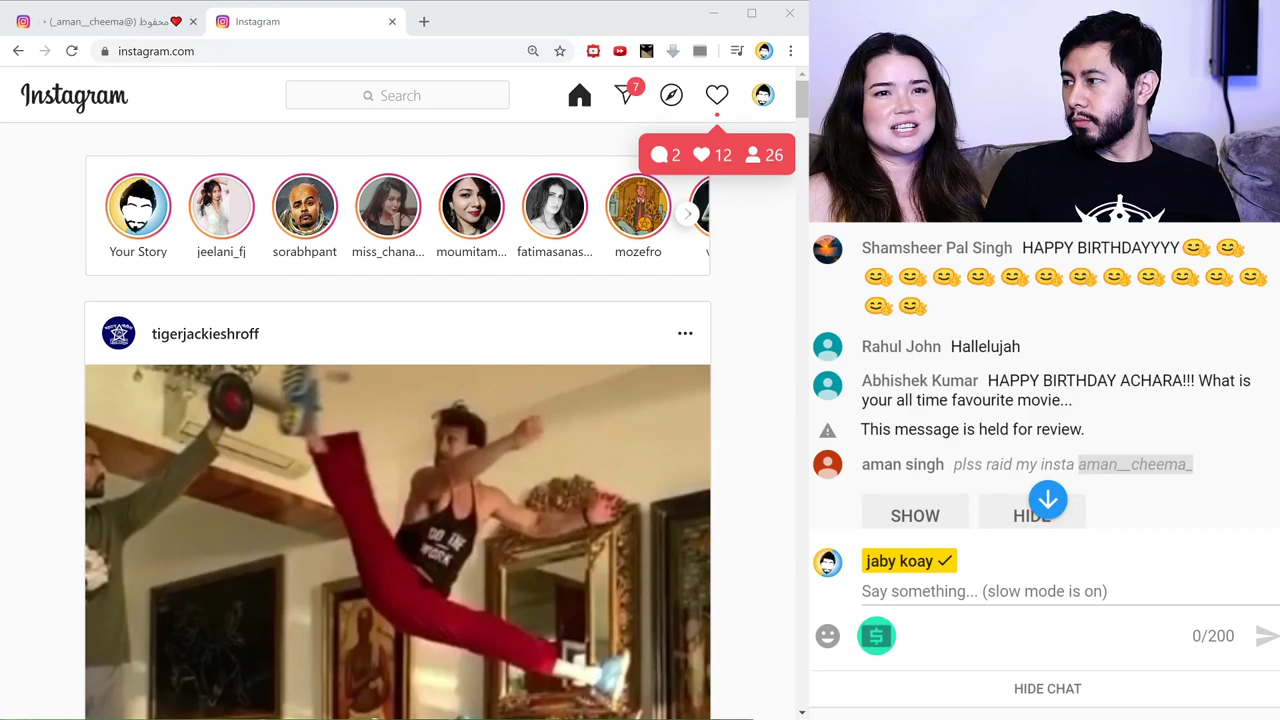 محفوظ (@_aman__cheema) •
Instagram
instagram.com
Instagram
Search
7
2 12 26
Your Story
jeelani_fj
sorabhpant
miss_chana...
moumitam...
fatimasanas...
mozefro
tigerjackieshroff
DO THE
WORK
Shamsheer Pal Singh HAPPY BIRTHDAYYYY🤗🤗
🤗🤗🤗🤗🤗🤗🤗🤗🤗🤗🤗🤗
🤗🤗
Rahul John Hallelujah
Abhishek Kumar HAPPY BIRTHDAY ACHARA!!! What is
your all time favourite movie...
This message is held for review.
aman singh plss raid my insta aman__cheema_
SHOW HIDE
jaby koay
Say something... (slow mode is on)
0/200
HIDE CHAT